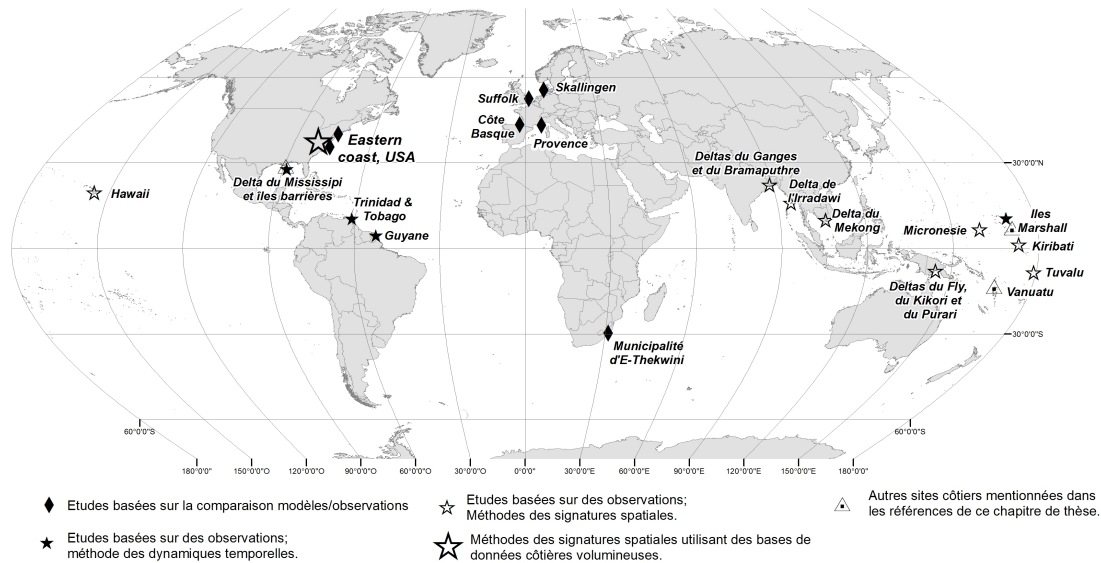 Skallingen
Suffolk
Côte
Basque
Provence
Eastern
coast, USA
Deltas du Ganges
et du Bramaputhre
30°0'0"N
Delta du Mississipi
et îles barrières
Hawaii
Delta de
l'Irradawi
Trinidad &
Tobago
Delta du
Mekong
Iles
Marshall
Guyane
Micronesie
Kiribati
Tuvalu
Deltas du Fly,
du Kikori et
du Purari
Vanuatu
30°0'0"S
Municipalité
d'E-Thekwini
60°0'0"S
60°0'0"S
180°0'0"
150°0'0"W
120°0'0"W
90°0'0"W
60°0'0"W
30°0'0"W
0°0'0"
30°0'0"E
60°0'0"E
90°0'0"E
120°0'0"E
150°0'0"E
180°0'0"
Etudes basées sur la comparaison modèles/observations
Etudes basées sur des observations;
méthode des dynamiques temporelles.
Etudes basées sur des observations;
Méthodes des signatures spatiales.
Méthodes des signatures spatiales utilisant des bases de
données côtières volumineuses.
Autres sites côtiers mentionnées dans
les références de ce chapitre de thèse.